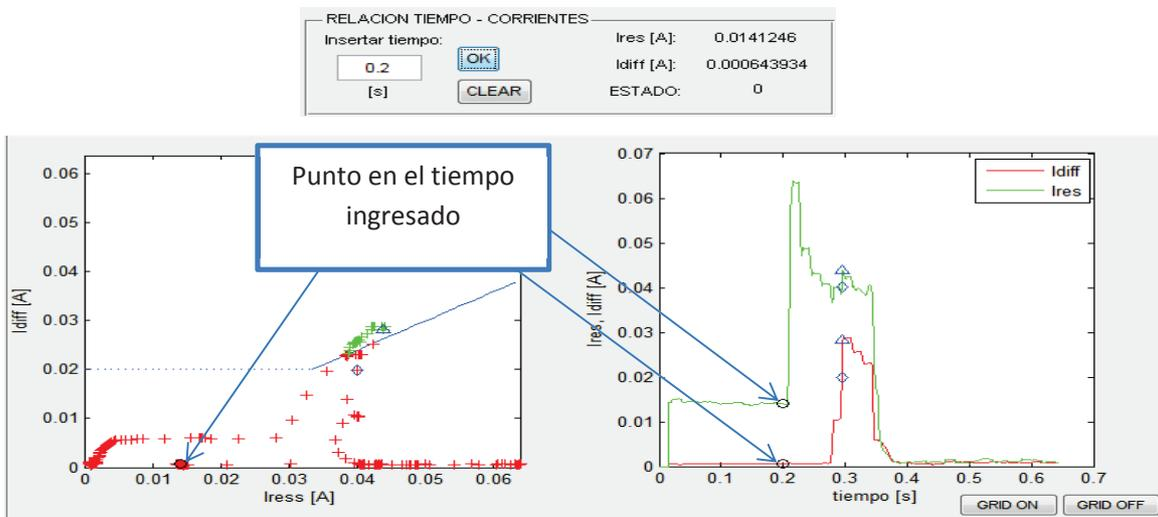 RELACION TIEMPO - CORRIENTES
Insertar tiempo:
0.2
[s]
OK
CLEAR
Ires [A]: 0.0141246
Idiff [A]: 0.000643934
ESTADO: 0
Punto en el tiempo
ingresado
0.06
0.05
0.04
0.03
0.02
0.01
0
Idiff [A]
0 0.01 0.02 0.03 0.04 0.05 0.06
Iress [A]
0.07
0.06
0.05
0.04
0.03
0.02
0.01
0
Ires, Idiff [A]
Idiff
Ires
0 0.1 0.2 0.3 0.4 0.5 0.6 0.7
tiempo [s]
GRID ON
GRID OFF